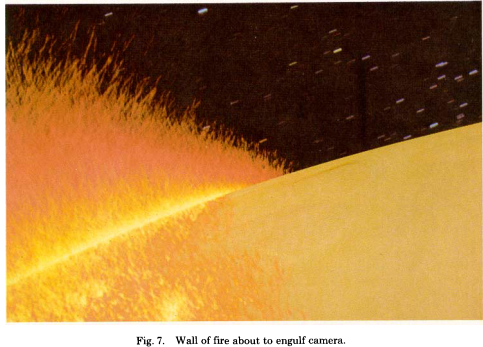 Fig. 7. Wall of fire about to engulf camera.